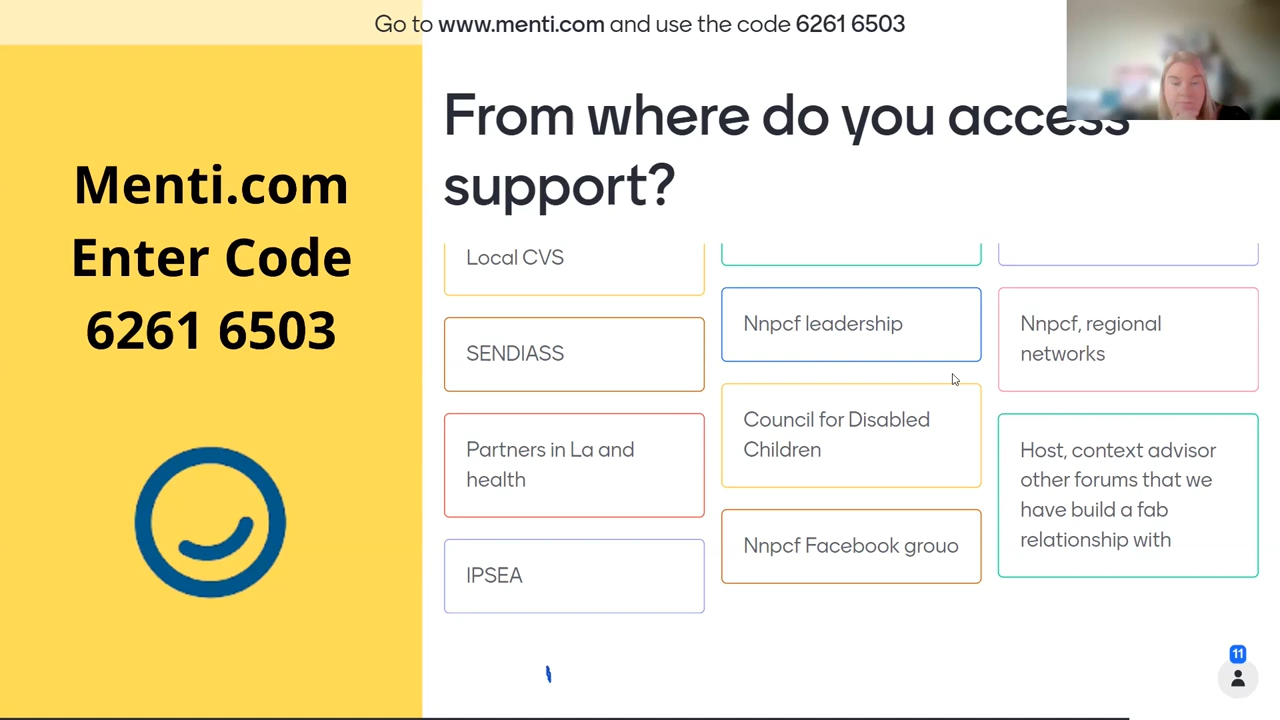 Go to www.menti.com and use the code 6261 6503
Menti.com
Enter Code
6261 6503
From where do you access
support?
Local CVS
SENDIASS
Partners in La and
health
IPSEA
Nnpcf leadership
Council for Disabled
Children
Nnpcf Facebook grouo
Nnpcf, regional
networks
Host, context advisor
other forums that we
have build a fab
relationship with
11